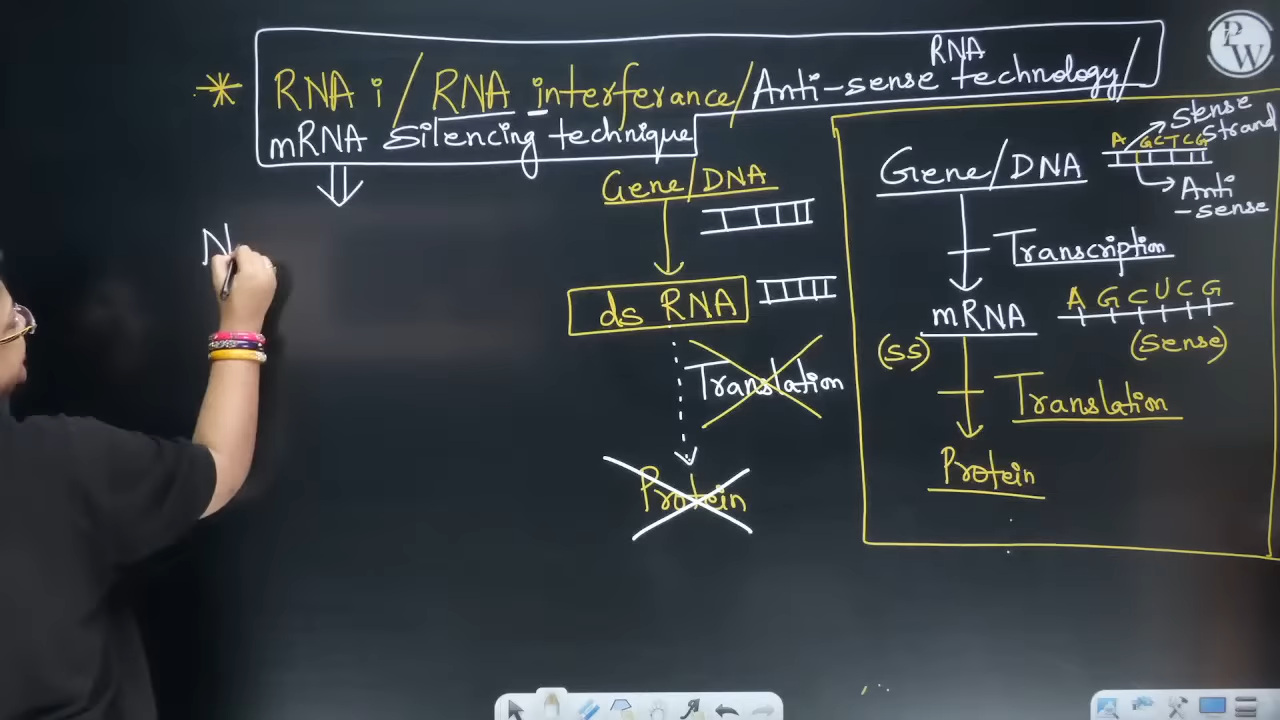 * RNA i / RNA interferance / Anti-sense RNA technology /
mRNA Silencing technique
N
Gene/DNA
ds RNA
Translation
Protein
Gene/DNA
A G C T C G
Sense strand
Anti-sense
Transcription
mRNA
(ss)
A G C U C G
(sense)
Translation
Protein
PW